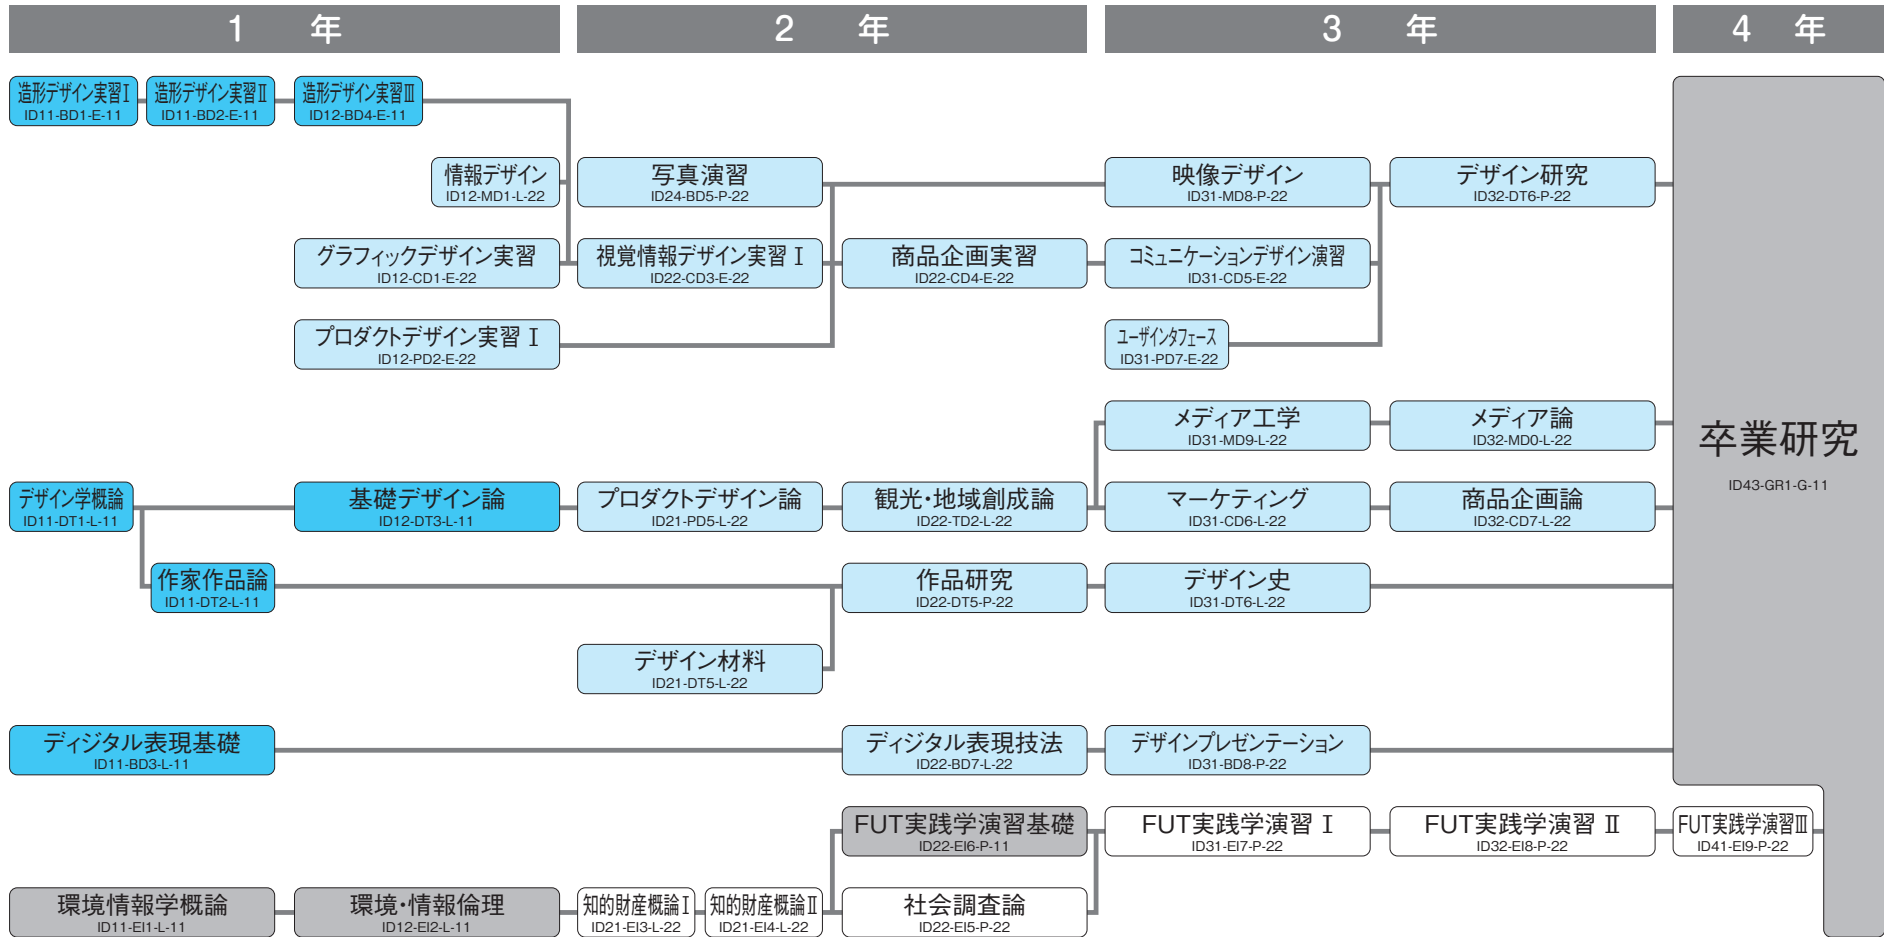 1 年
2 年
3 年
4 年
造形デザイン実習Ⅰ
ID11-BD1-E-11
造形デザイン実習Ⅱ
ID11-BD2-E-11
造形デザイン実習Ⅲ
ID12-BD4-E-11
情報デザイン
ID12-MD1-L-22
写真演習
ID24-BD5-P-22
映像デザイン
ID31-MD8-P-22
デザイン研究
ID32-DT6-P-22
グラフィックデザイン実習
ID12-CD1-E-22
視覚情報デザイン実習Ⅰ
ID22-CD3-E-22
商品企画実習
ID22-CD4-E-22
コミュニケーションデザイン演習
ID31-CD5-E-22
プロダクトデザイン実習Ⅰ
ID12-PD2-E-22
ユーザインタフェース
ID31-PD7-E-22
メディア工学
ID31-MD9-L-22
メディア論
ID32-MD0-L-22
卒業研究
ID43-GR1-G-11
デザイン学概論
ID11-DT1-L-11
基礎デザイン論
ID12-DT3-L-11
プロダクトデザイン論
ID21-PD5-L-22
観光・地域創成論
ID22-TD2-L-22
マーケティング
ID31-CD6-L-22
商品企画論
ID32-CD7-L-22
作家作品論
ID11-DT2-L-11
作品研究
ID22-DT5-P-22
デザイン史
ID31-DT6-L-22
デザイン材料
ID21-DT5-L-22
ディジタル表現基礎
ID11-BD3-L-11
ディジタル表現技法
ID22-BD7-L-22
デザインプレゼンテーション
ID31-BD8-P-22
FUT実践学演習基礎
ID22-EI6-P-11
FUT実践学演習Ⅰ
ID31-EI7-P-22
FUT実践学演習Ⅱ
ID32-EI8-P-22
FUT実践学演習Ⅲ
ID41-EI9-P-22
環境情報学概論
ID11-EI1-L-11
環境・情報倫理
ID12-EI2-L-11
知的財産概論Ⅰ
ID21-EI3-L-22
知的財産概論Ⅱ
ID21-EI4-L-22
社会調査論
ID22-EI5-P-22